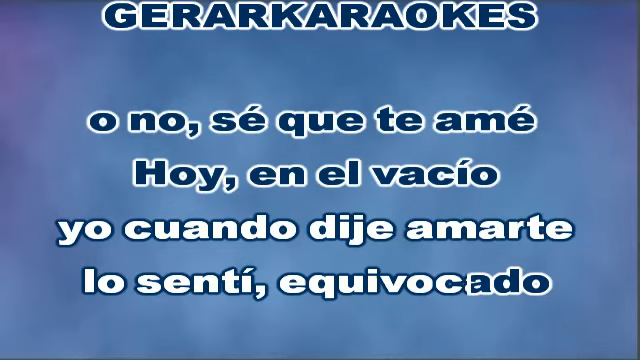 GERARKARAOKES
o no, sé que te amé
Hoy, en el vacío
yo cuando dije amarte
lo sentí, equivocado